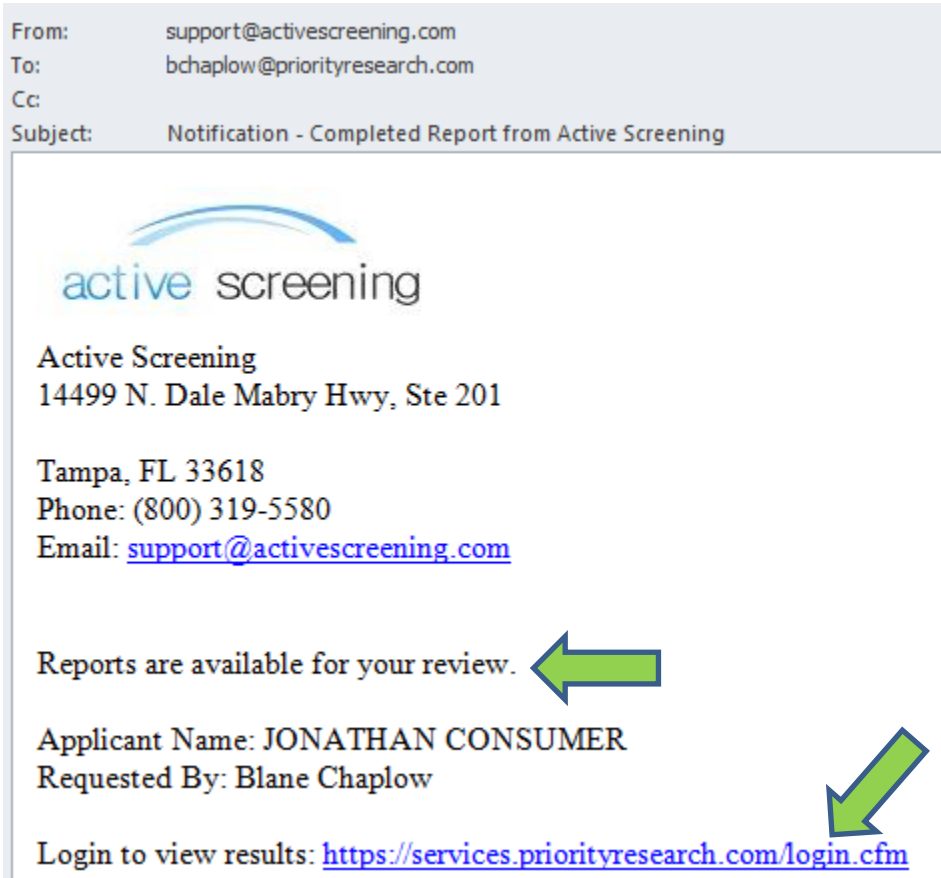 From: support@activescreening.com
To: bchaplow@priorityresearch.com
Cc:
Subject: Notification - Completed Report from Active Screening
active screening
Active Screening
14499 N. Dale Mabry Hwy, Ste 201
Tampa, FL 33618
Phone: (800) 319-5580
Email: support@activescreening.com
Reports are available for your review.
Applicant Name: JONATHAN CONSUMER
Requested By: Blane Chaplow
Login to view results: https://services.priorityresearch.com/login.cfm